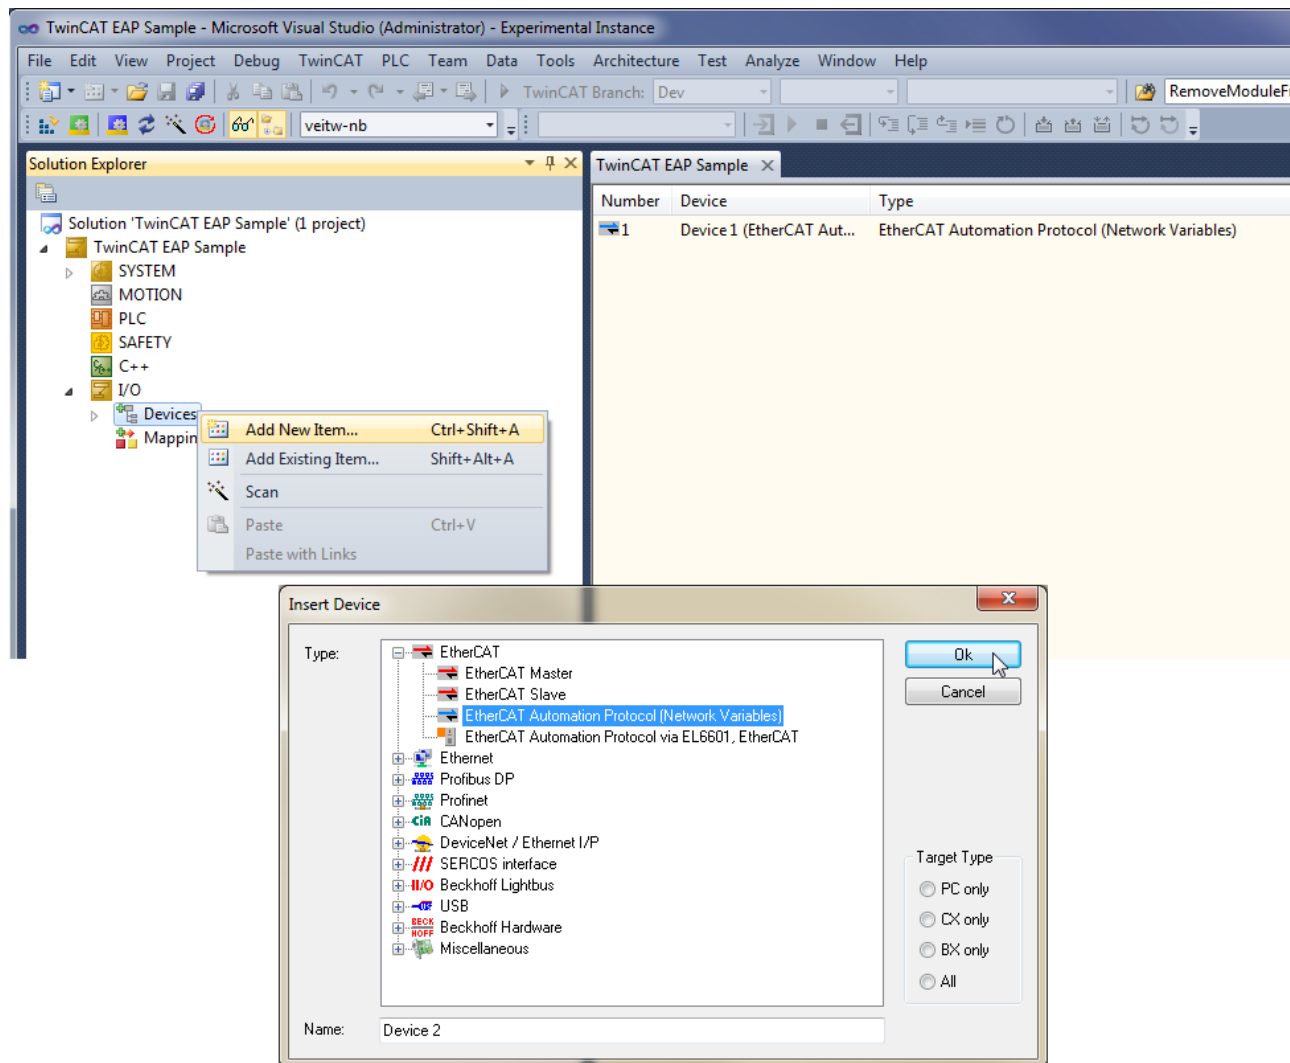 TwinCAT EAP Sample - Microsoft Visual Studio (Administrator) - Experimental Instance
File Edit View Project Debug TwinCAT PLC Team Data Tools Architecture Test Analyze Window Help
TwinCAT Branch: Dev RemoveModuleFr
veitw-nb
Solution Explorer
TwinCAT EAP Sample
Number Device Type
1 Device 1 (EtherCAT Aut... EtherCAT Automation Protocol (Network Variables)
Solution 'TwinCAT EAP Sample' (1 project)
TwinCAT EAP Sample
SYSTEM
MOTION
PLC
SAFETY
C++
I/O
Devices
Mappin
Add New Item... Ctrl+Shift+A
Add Existing Item... Shift+Alt+A
Scan
Paste Ctrl+V
Paste with Links
Insert Device
Type:
EtherCAT
EtherCAT Master
EtherCAT Slave
EtherCAT Automation Protocol (Network Variables)
EtherCAT Automation Protocol via EL6601, EtherCAT
Ethernet
Profibus DP
Profinet
CiA CANopen
DeviceNet / Ethernet I/P
SERCOS interface
II/O Beckhoff Lightbus
USB
BECK HOFF Beckhoff Hardware
Miscellaneous
Ok
Cancel
Target Type
PC only
CX only
BX only
All
Name: Device 2